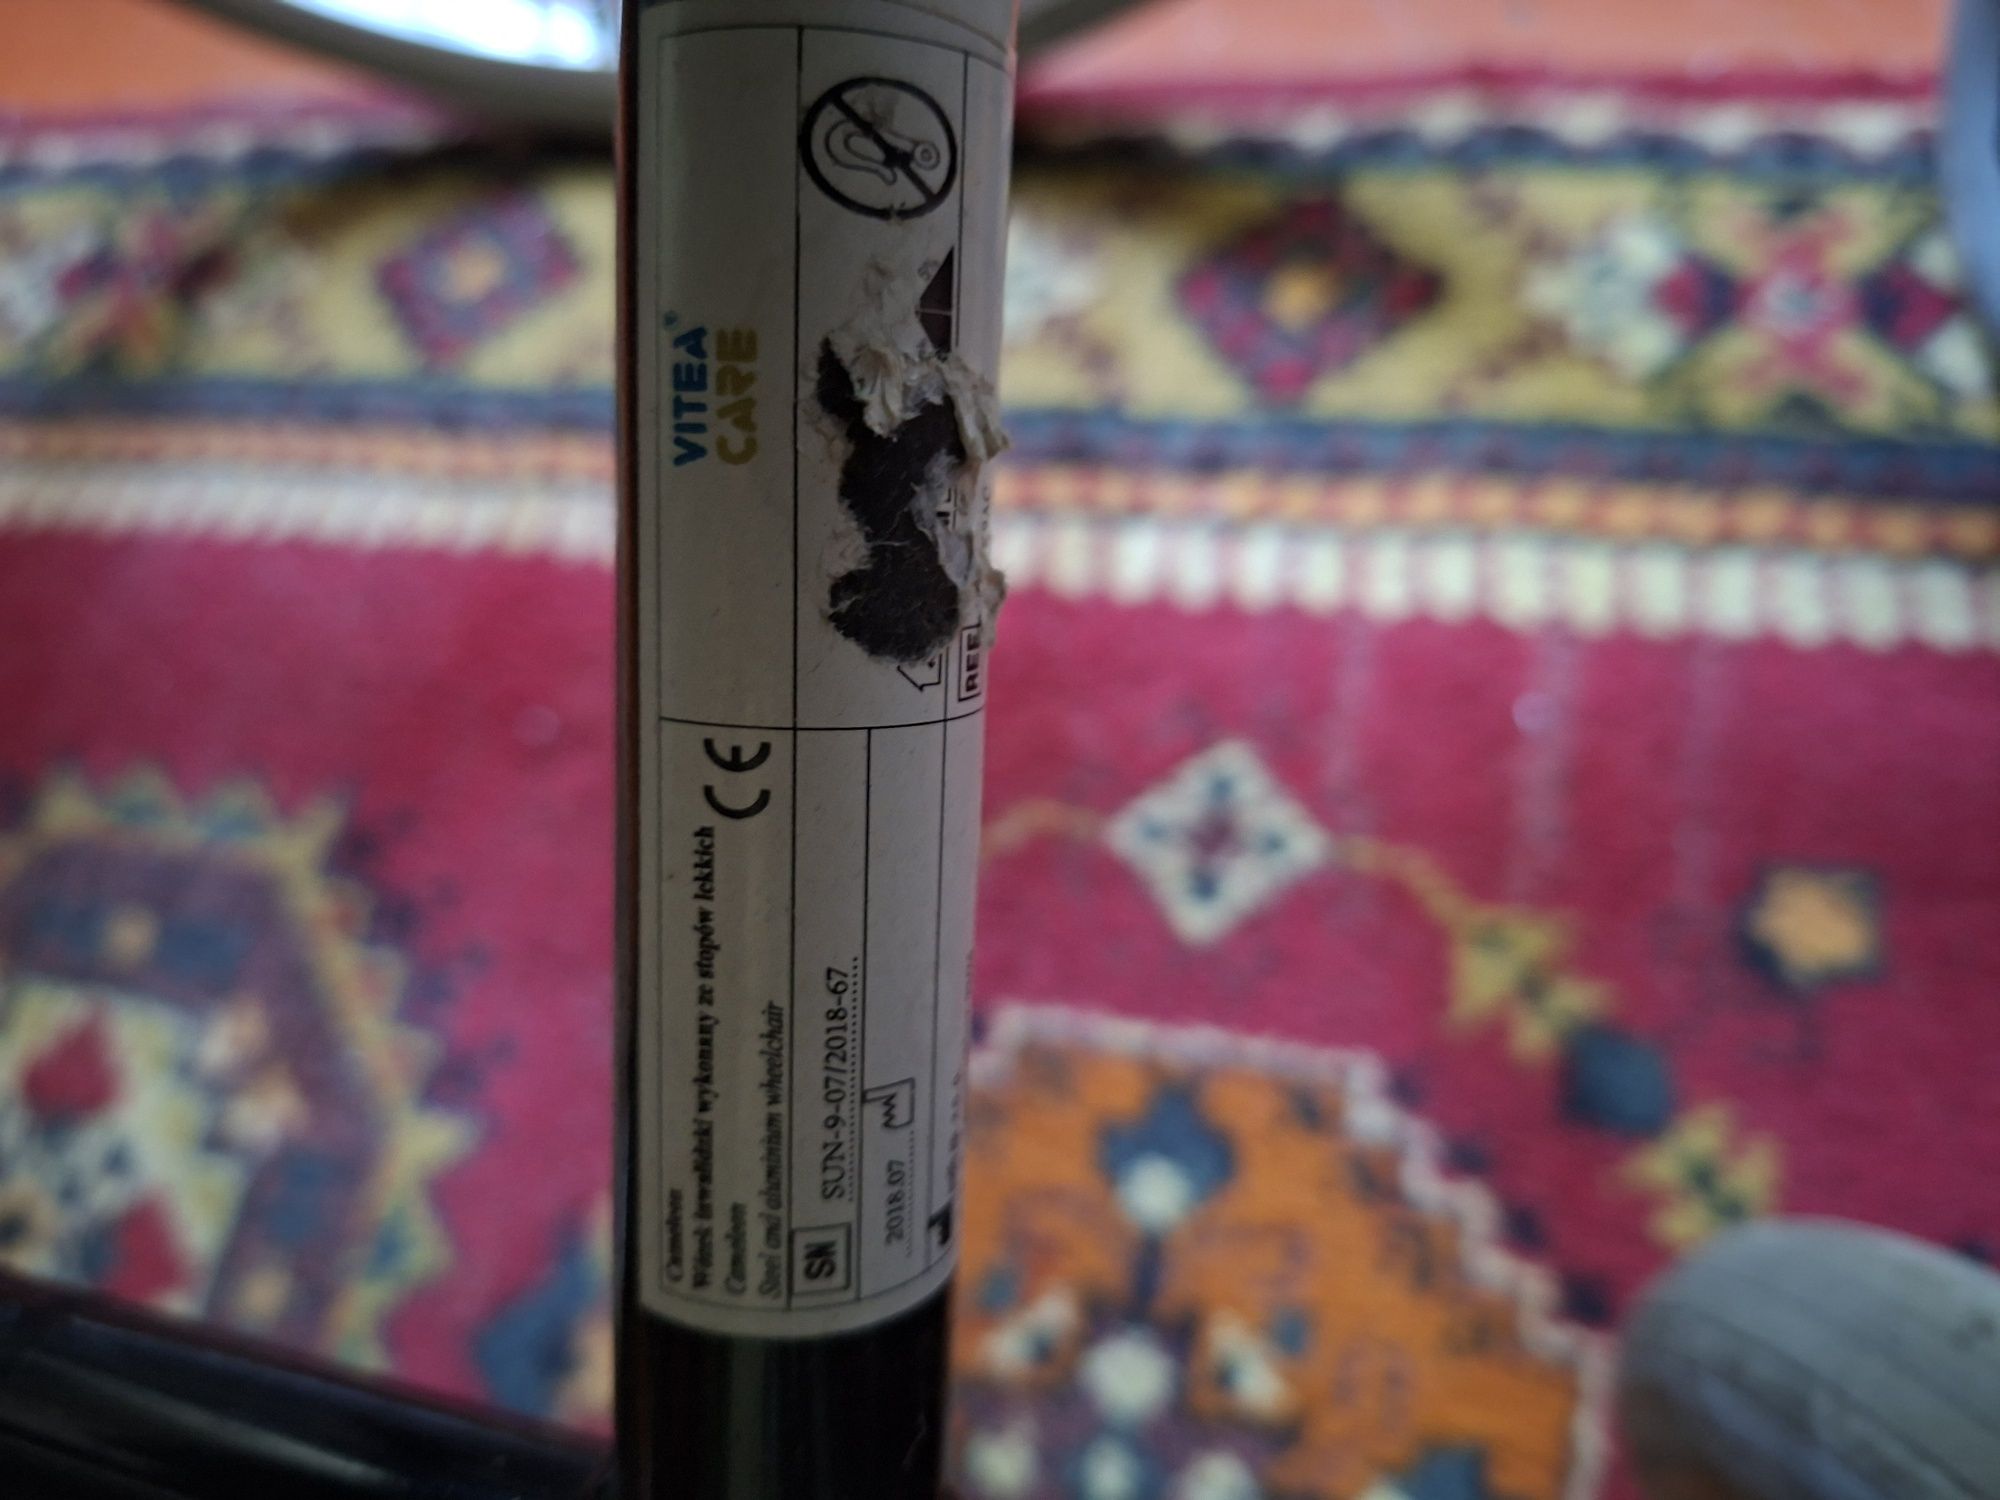 VITEA®
CARE
CE
Cameleon
Wózek inwalidzki wykonany ze stopów lekkich
Cameleon
Steel and aluminium wheelchair
SN SUN-9-07/2018-67
2018.07
REF